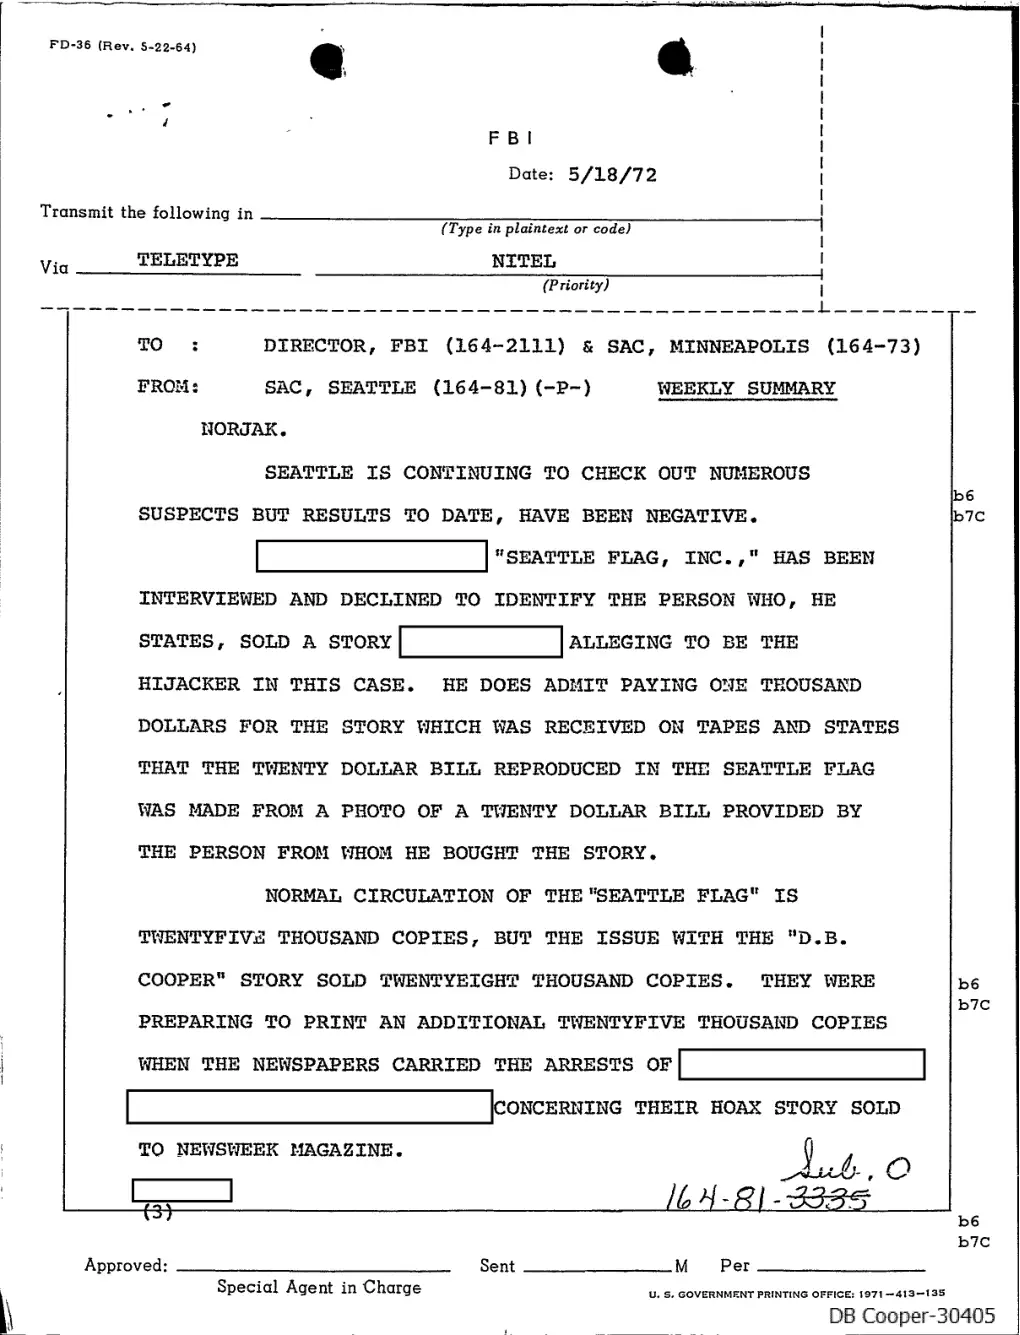 FD-36 (Rev. 5-22-64)
FBI
Date: 5/18/72
Transmit the following in
(Type in plaintext or code)
Via TELETYPE NITEL
(Priority)
TO : DIRECTOR, FBI (164-2111) & SAC, MINNEAPOLIS (164-73)
FROM: SAC, SEATTLE (164-81)(-P-) WEEKLY SUMMARY
NORJAK.
SEATTLE IS CONTINUING TO CHECK OUT NUMEROUS
b6
SUSPECTS BUT RESULTS TO DATE, HAVE BEEN NEGATIVE.
b7C
"SEATTLE FLAG, INC.," HAS BEEN
INTERVIEWED AND DECLINED TO IDENTIFY THE PERSON WHO, HE
STATES, SOLD A STORY ALLEGING TO BE THE
HIJACKER IN THIS CASE. HE DOES ADMIT PAYING ONE THOUSAND
DOLLARS FOR THE STORY WHICH WAS RECEIVED ON TAPES AND STATES
THAT THE TWENTY DOLLAR BILL REPRODUCED IN THE SEATTLE FLAG
WAS MADE FROM A PHOTO OF A TWENTY DOLLAR BILL PROVIDED BY
THE PERSON FROM WHOM HE BOUGHT THE STORY.
NORMAL CIRCULATION OF THE "SEATTLE FLAG" IS
TWENTYFIVE THOUSAND COPIES, BUT THE ISSUE WITH THE "D.B.
COOPER" STORY SOLD TWENTYEIGHT THOUSAND COPIES. THEY WERE
b6
b7C
PREPARING TO PRINT AN ADDITIONAL TWENTYFIVE THOUSAND COPIES
WHEN THE NEWSPAPERS CARRIED THE ARRESTS OF
CONCERNING THEIR HOAX STORY SOLD
TO NEWSWEEK MAGAZINE.
Sub. O
164-81-3335
(3)
b6
b7C
Approved: Sent M Per
Special Agent in Charge
U. S. GOVERNMENT PRINTING OFFICE: 1971-413-135
DB Cooper-30405